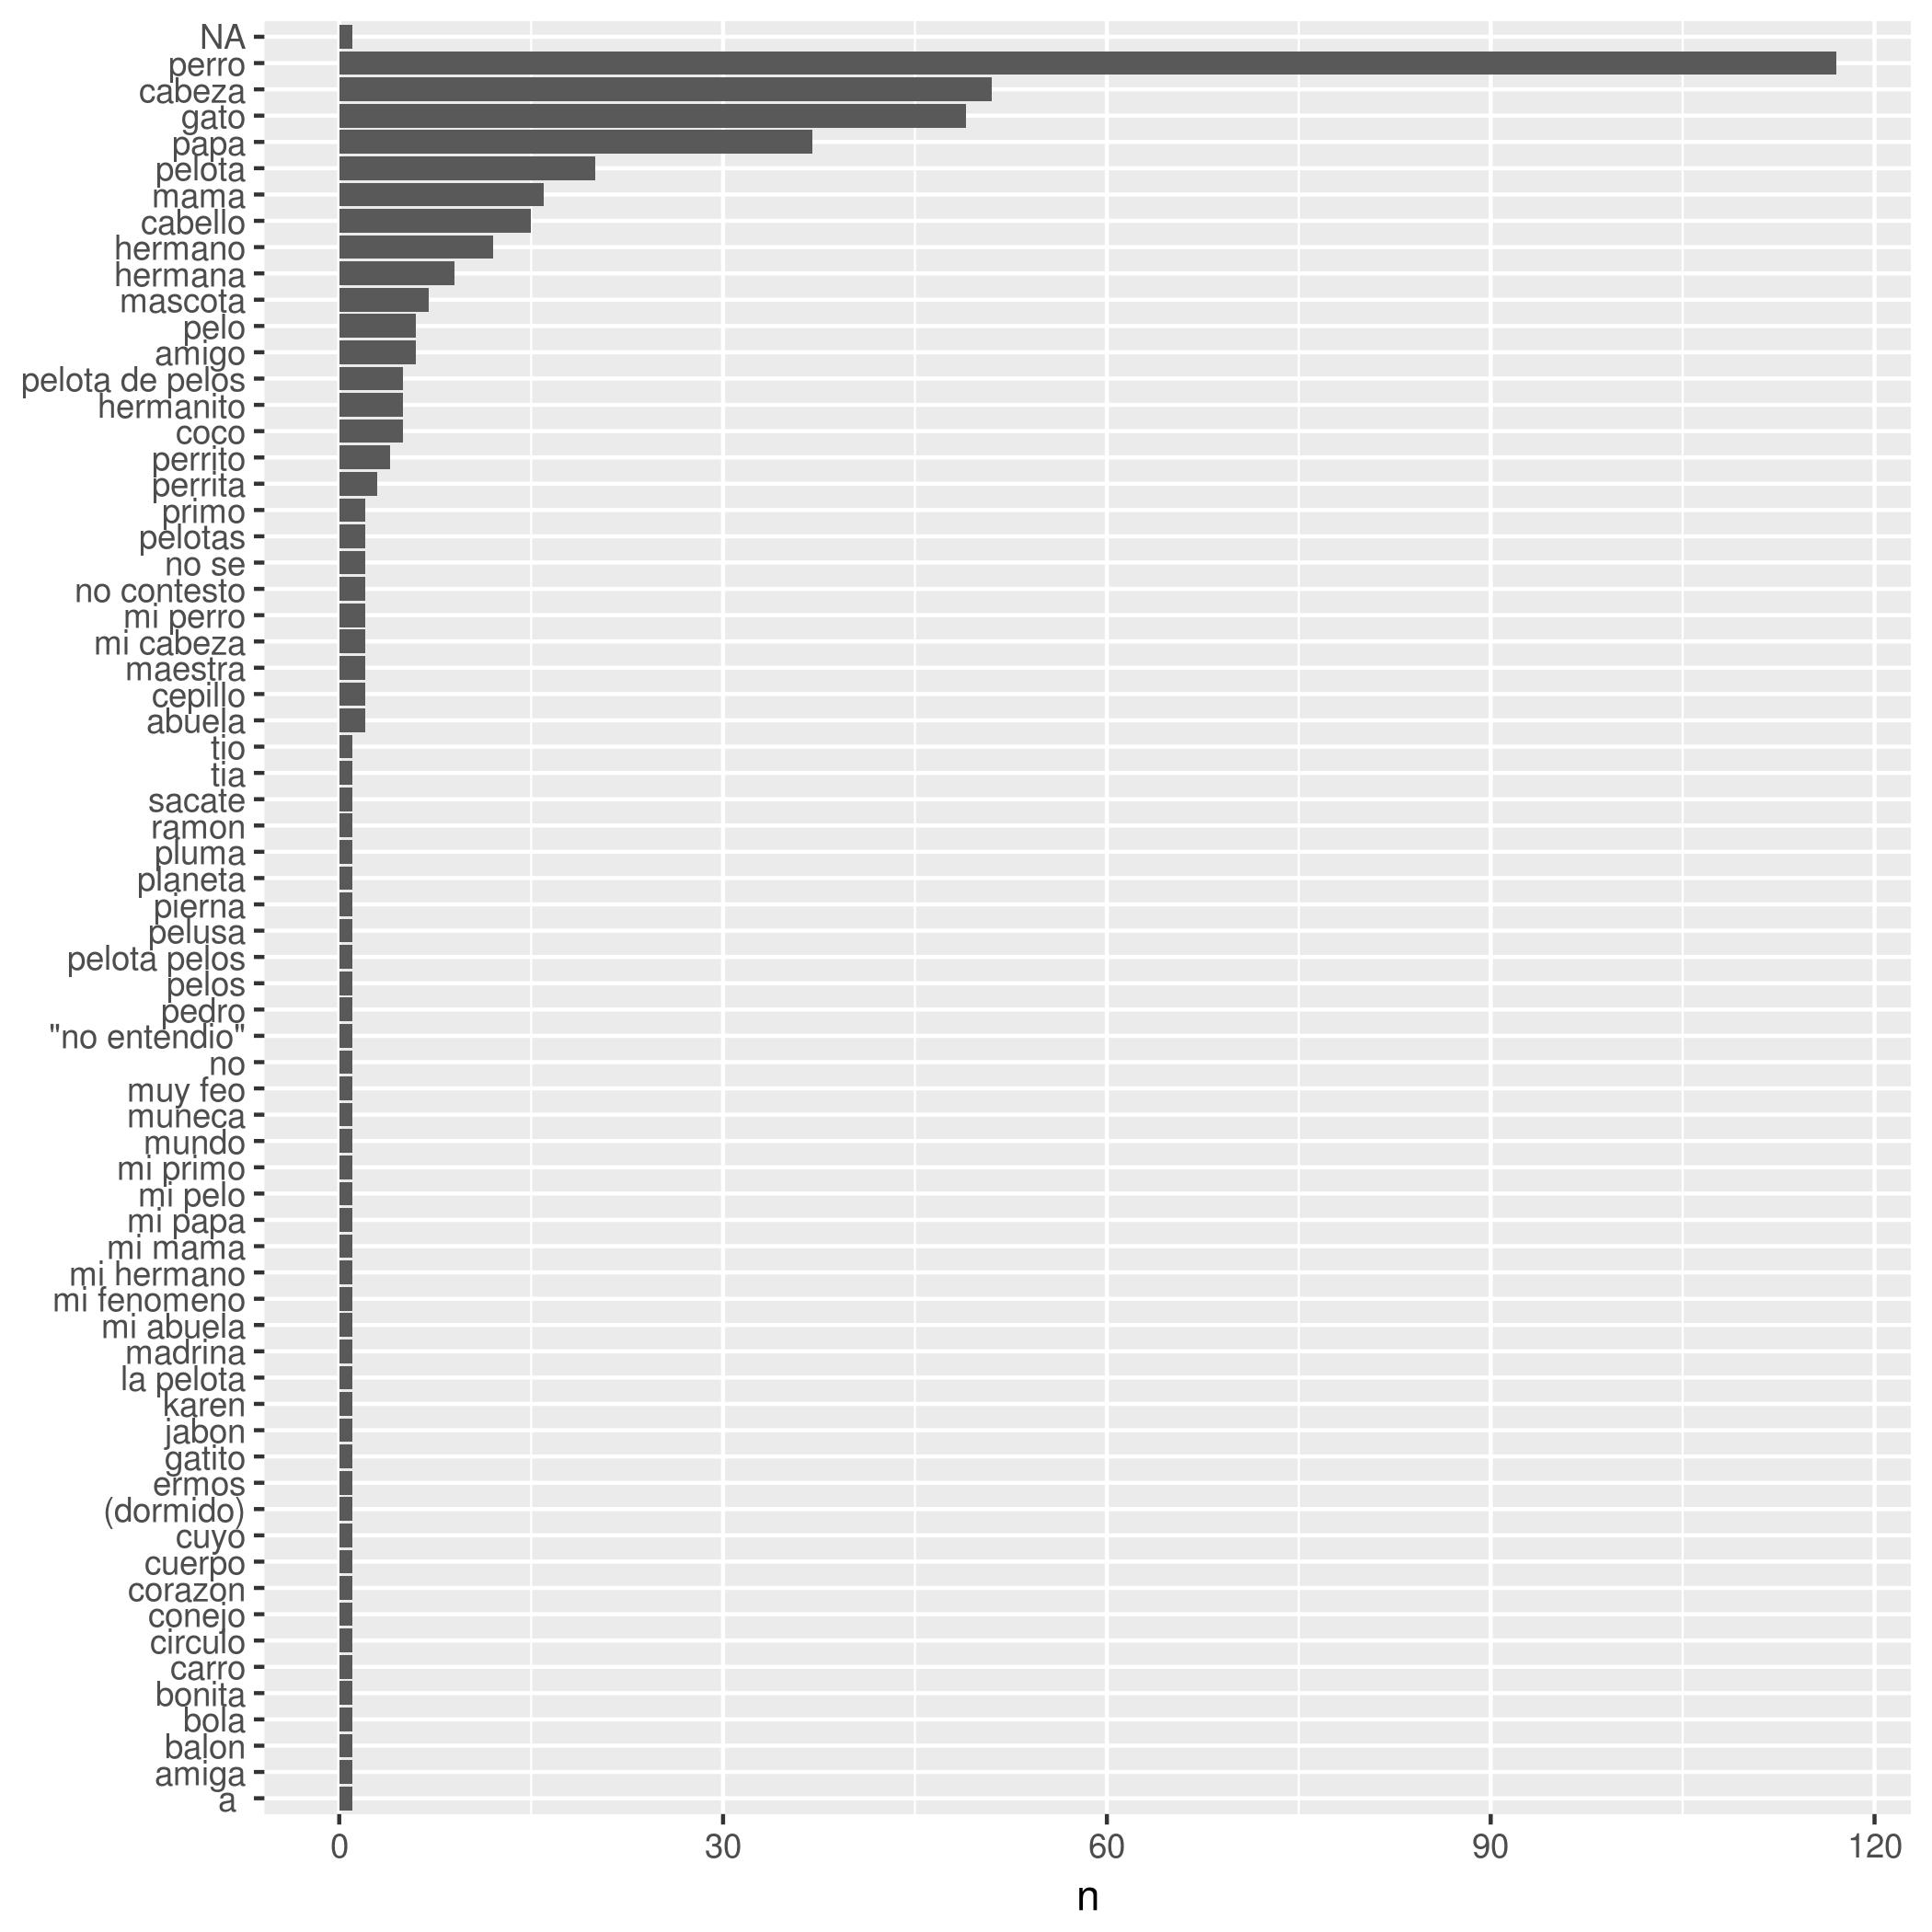 NA
perro
cabeza
gato
papa
pelota
mama
cabello
hermano
hermana
mascota
pelo
amigo
pelota de pelos
hermanito
coco
perrito
perrita
primo
pelotas
no se
no contesto
mi perro
mi cabeza
maestra
cepillo
abuela
tio
tia
sacate
ramon
pluma
planeta
pierna
pelusa
pelota pelos
pelos
pedro
"no entendio"
no
muy feo
muneca
mundo
mi primo
mi pelo
mi papa
mi mama
mi hermano
mi fenomeno
mi abuela
madrina
la pelota
karen
jabon
gatito
ermos
(dormido)
cuyo
cuerpo
corazon
conejo
circulo
carro
bonita
bola
balon
amiga
a
0 30 60 90 120
n